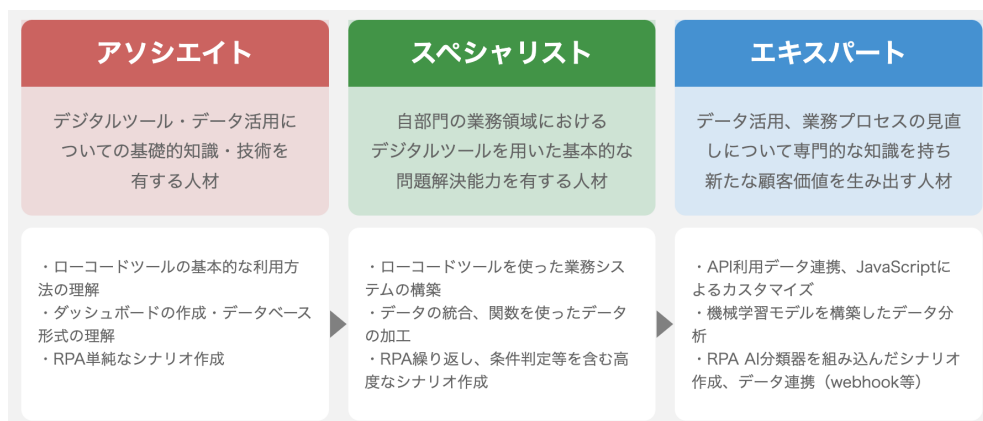 アソシエイト
デジタルツール・データ活用に
ついての基礎的知識・技術を
有する人材
・ローコードツールの基本的な利用方
法の理解
・ダッシュボードの作成・データベース
形式の理解
・RPA単純なシナリオ作成
スペシャリスト
自部門の業務領域における
デジタルツールを用いた基本的な
問題解決能力を有する人材
・ローコードツールを使った業務シス
テムの構築
・データの統合、関数を使ったデータ
の加工
・RPA繰り返し、条件判定等を含む高
度なシナリオ作成
エキスパート
データ活用、業務プロセスの見直
しについて専門的な知識を持ち
新たな顧客価値を生み出す人材
・API利用データ連携、JavaScriptに
よるカスタマイズ
・機械学習モデルを構築したデータ分
析
・RPA AI分類器を組み込んだシナリオ
作成、データ連携（webhook等）